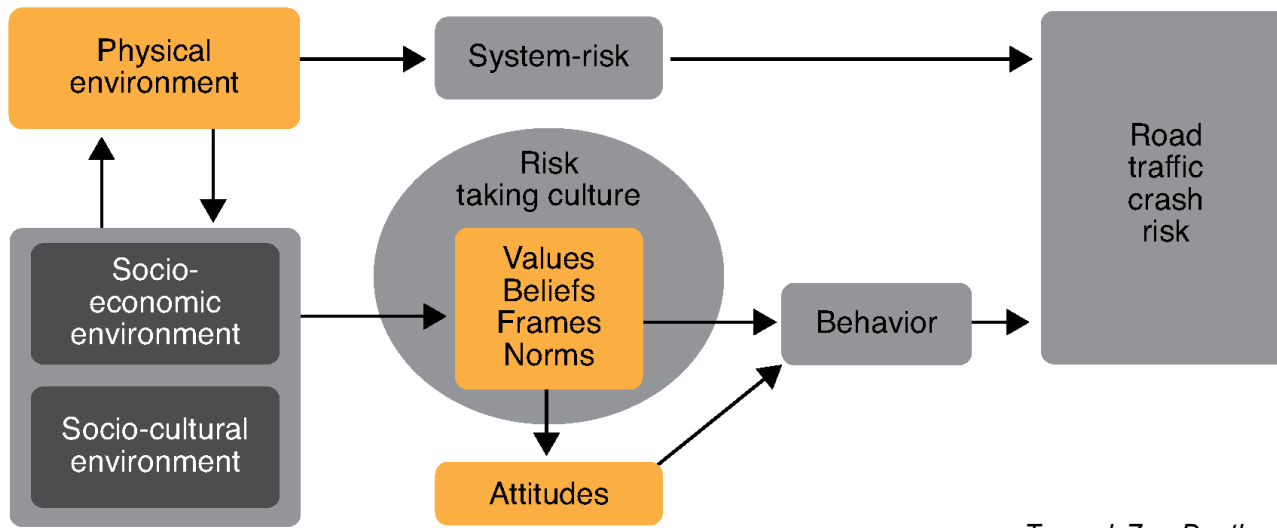 Physical
environment
System-risk
Road
traffic
crash
risk
Risk
taking culture
Values
Beliefs
Frames
Norms
Socio-
economic
environment
Behavior
Socio-cultural
environment
Attitudes